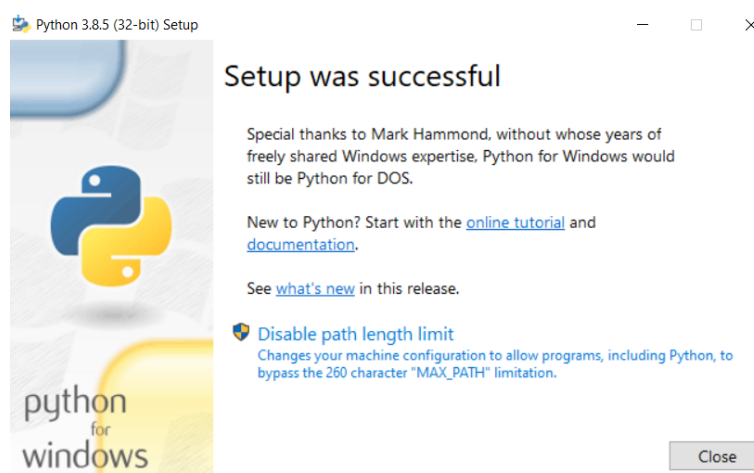 Python 3.8.5 (32-bit) Setup
Setup was successful
Special thanks to Mark Hammond, without whose years of
freely shared Windows expertise, Python for Windows would
still be Python for DOS.
New to Python? Start with the online tutorial and
documentation.
See what's new in this release.
Disable path length limit
Changes your machine configuration to allow programs, including Python, to
bypass the 260 character "MAX_PATH" limitation.
python
for
windows
Close